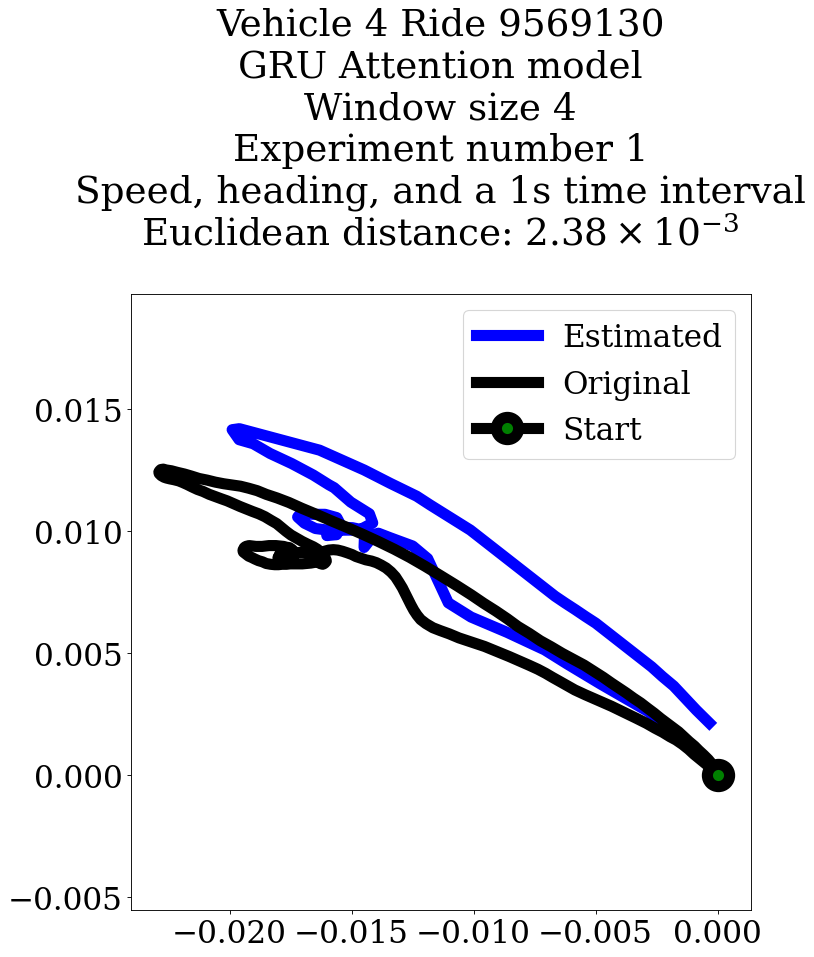 Vehicle 4 Ride 9569130
GRU Attention model
Window size 4
Experiment number 1
Speed, heading, and a 1s time interval
Euclidean distance: 2.38 × 10⁻³
Estimated
Original
Start
0.015
0.010
0.005
0.000
−0.005
−0.020 −0.015 −0.010 −0.005 0.000